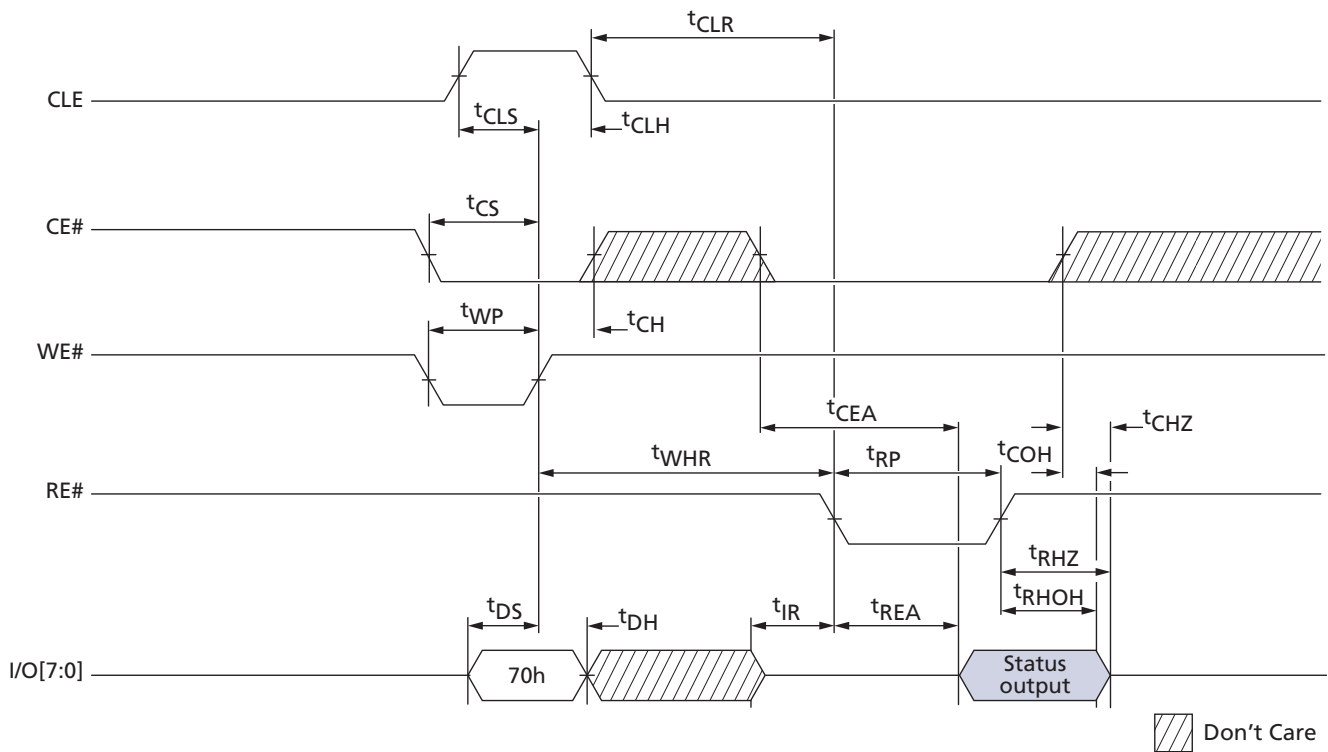 tCLR
CLE
tCLS
tCLH
tCS
CE#
tWP
tCH
WE#
tCEA
tCHZ
tWHR
tRP
tCOH
RE#
tRHZ
tRHOH
tDS
tDH
tIR
tREA
I/O[7:0]
70h
Status
output
Don't Care